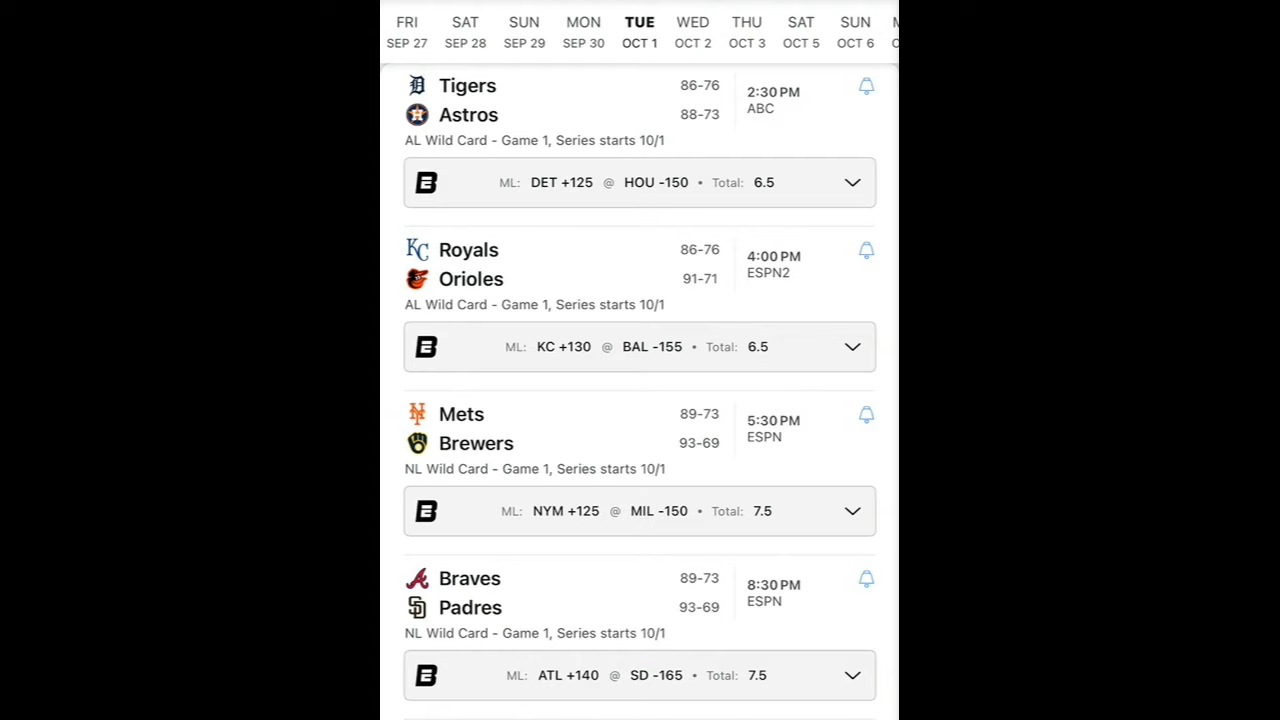 FRI SAT SUN MON TUE WED THU SAT SUN
SEP 27 SEP 28 SEP 29 SEP 30 OCT 1 OCT 2 OCT 3 OCT 5 OCT 6
Tigers 86-76 2:30 PM
Astros 88-73 ABC
AL Wild Card - Game 1, Series starts 10/1
ML: DET +125 @ HOU -150 • Total: 6.5
Royals 86-76 4:00 PM
Orioles 91-71 ESPN2
AL Wild Card - Game 1, Series starts 10/1
ML: KC +130 @ BAL -155 • Total: 6.5
Mets 89-73 5:30 PM
Brewers 93-69 ESPN
NL Wild Card - Game 1, Series starts 10/1
ML: NYM +125 @ MIL -150 • Total: 7.5
Braves 89-73 8:30 PM
Padres 93-69 ESPN
NL Wild Card - Game 1, Series starts 10/1
ML: ATL +140 @ SD -165 • Total: 7.5